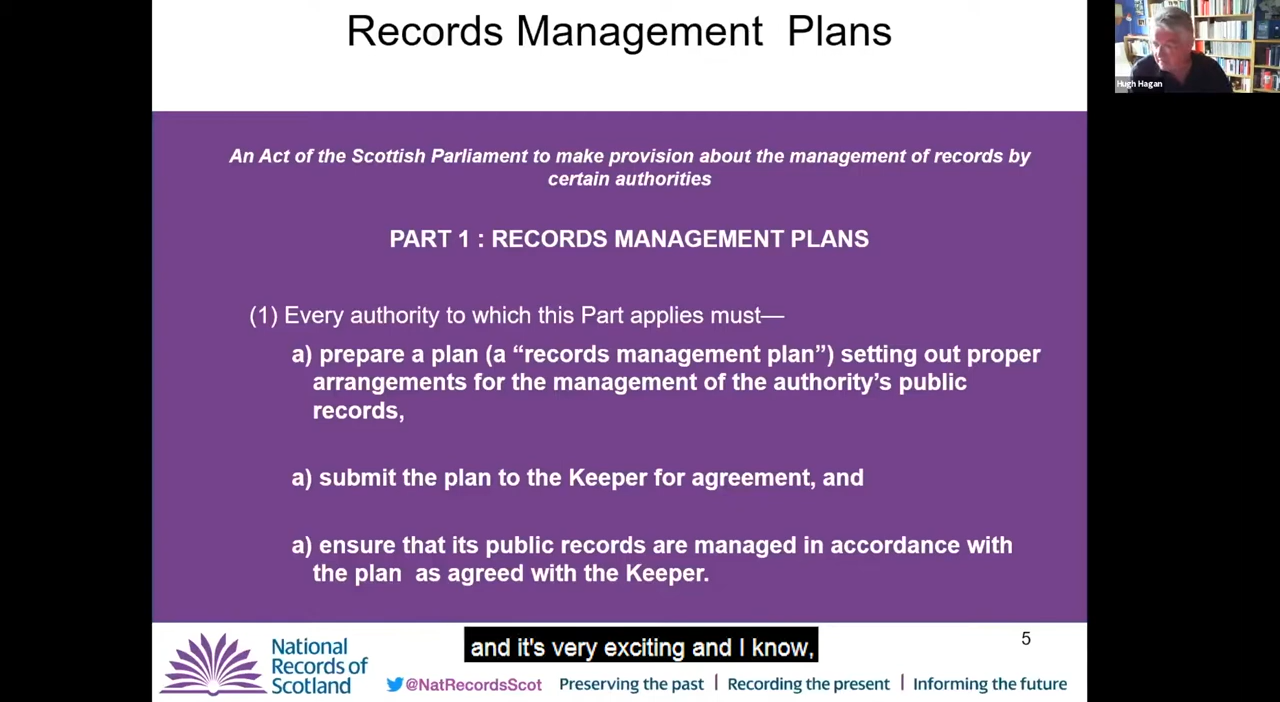 Records Management  Plans
Hugh Hagan
An Act of the Scottish Parliament to make provision about the management of records by
certain authorities
PART 1 : RECORDS MANAGEMENT PLANS
(1) Every authority to which this Part applies must—
a) prepare a plan (a “records management plan”) setting out proper
arrangements for the management of the authority’s public
records,
a) submit the plan to the Keeper for agreement, and
a) ensure that its public records are managed in accordance with
the plan  as agreed with the Keeper.
and it's very exciting and I know,
5
National
Records of
Scotland
@NatRecordsScot
Preserving the past | Recording the present | Informing the future